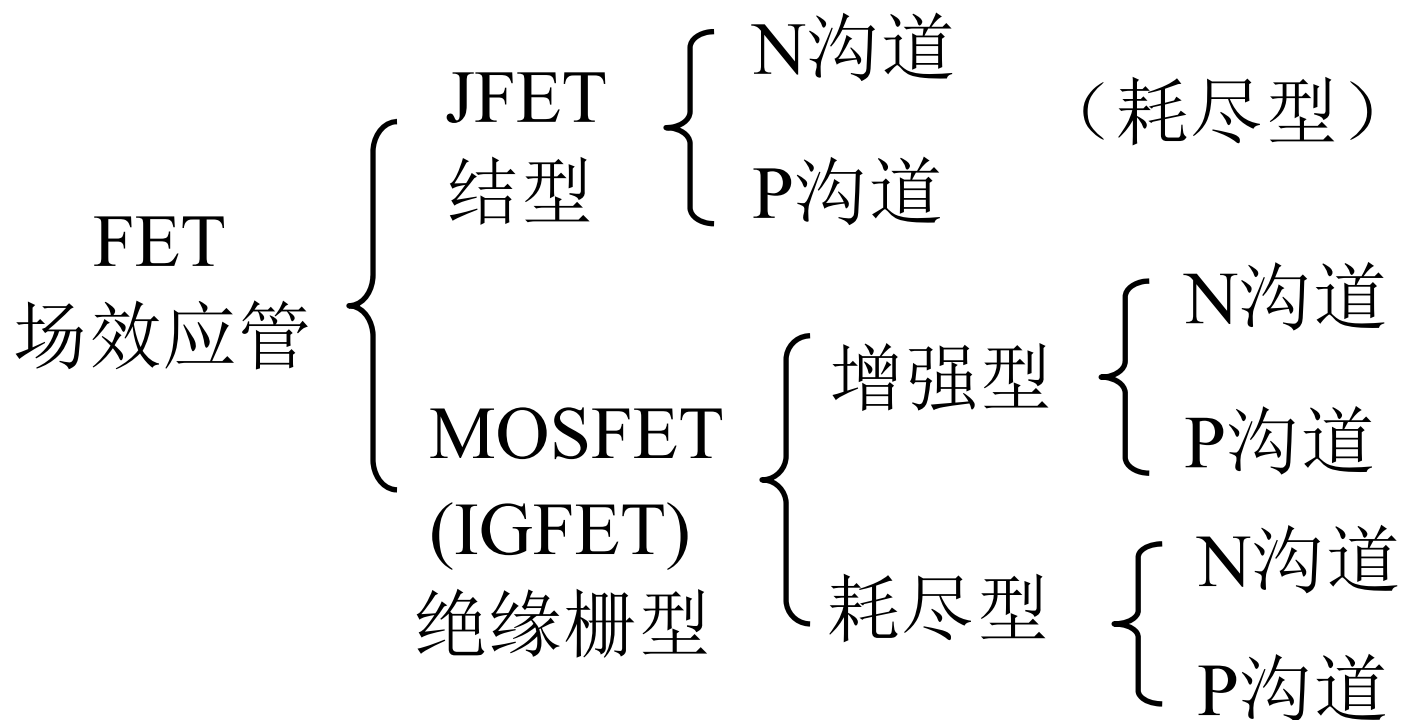 FET
场效应管
JFET
结型
N沟道
P沟道
（耗尽型）
MOSFET
(IGFET)
绝缘栅型
增强型
N沟道
P沟道
耗尽型
N沟道
P沟道